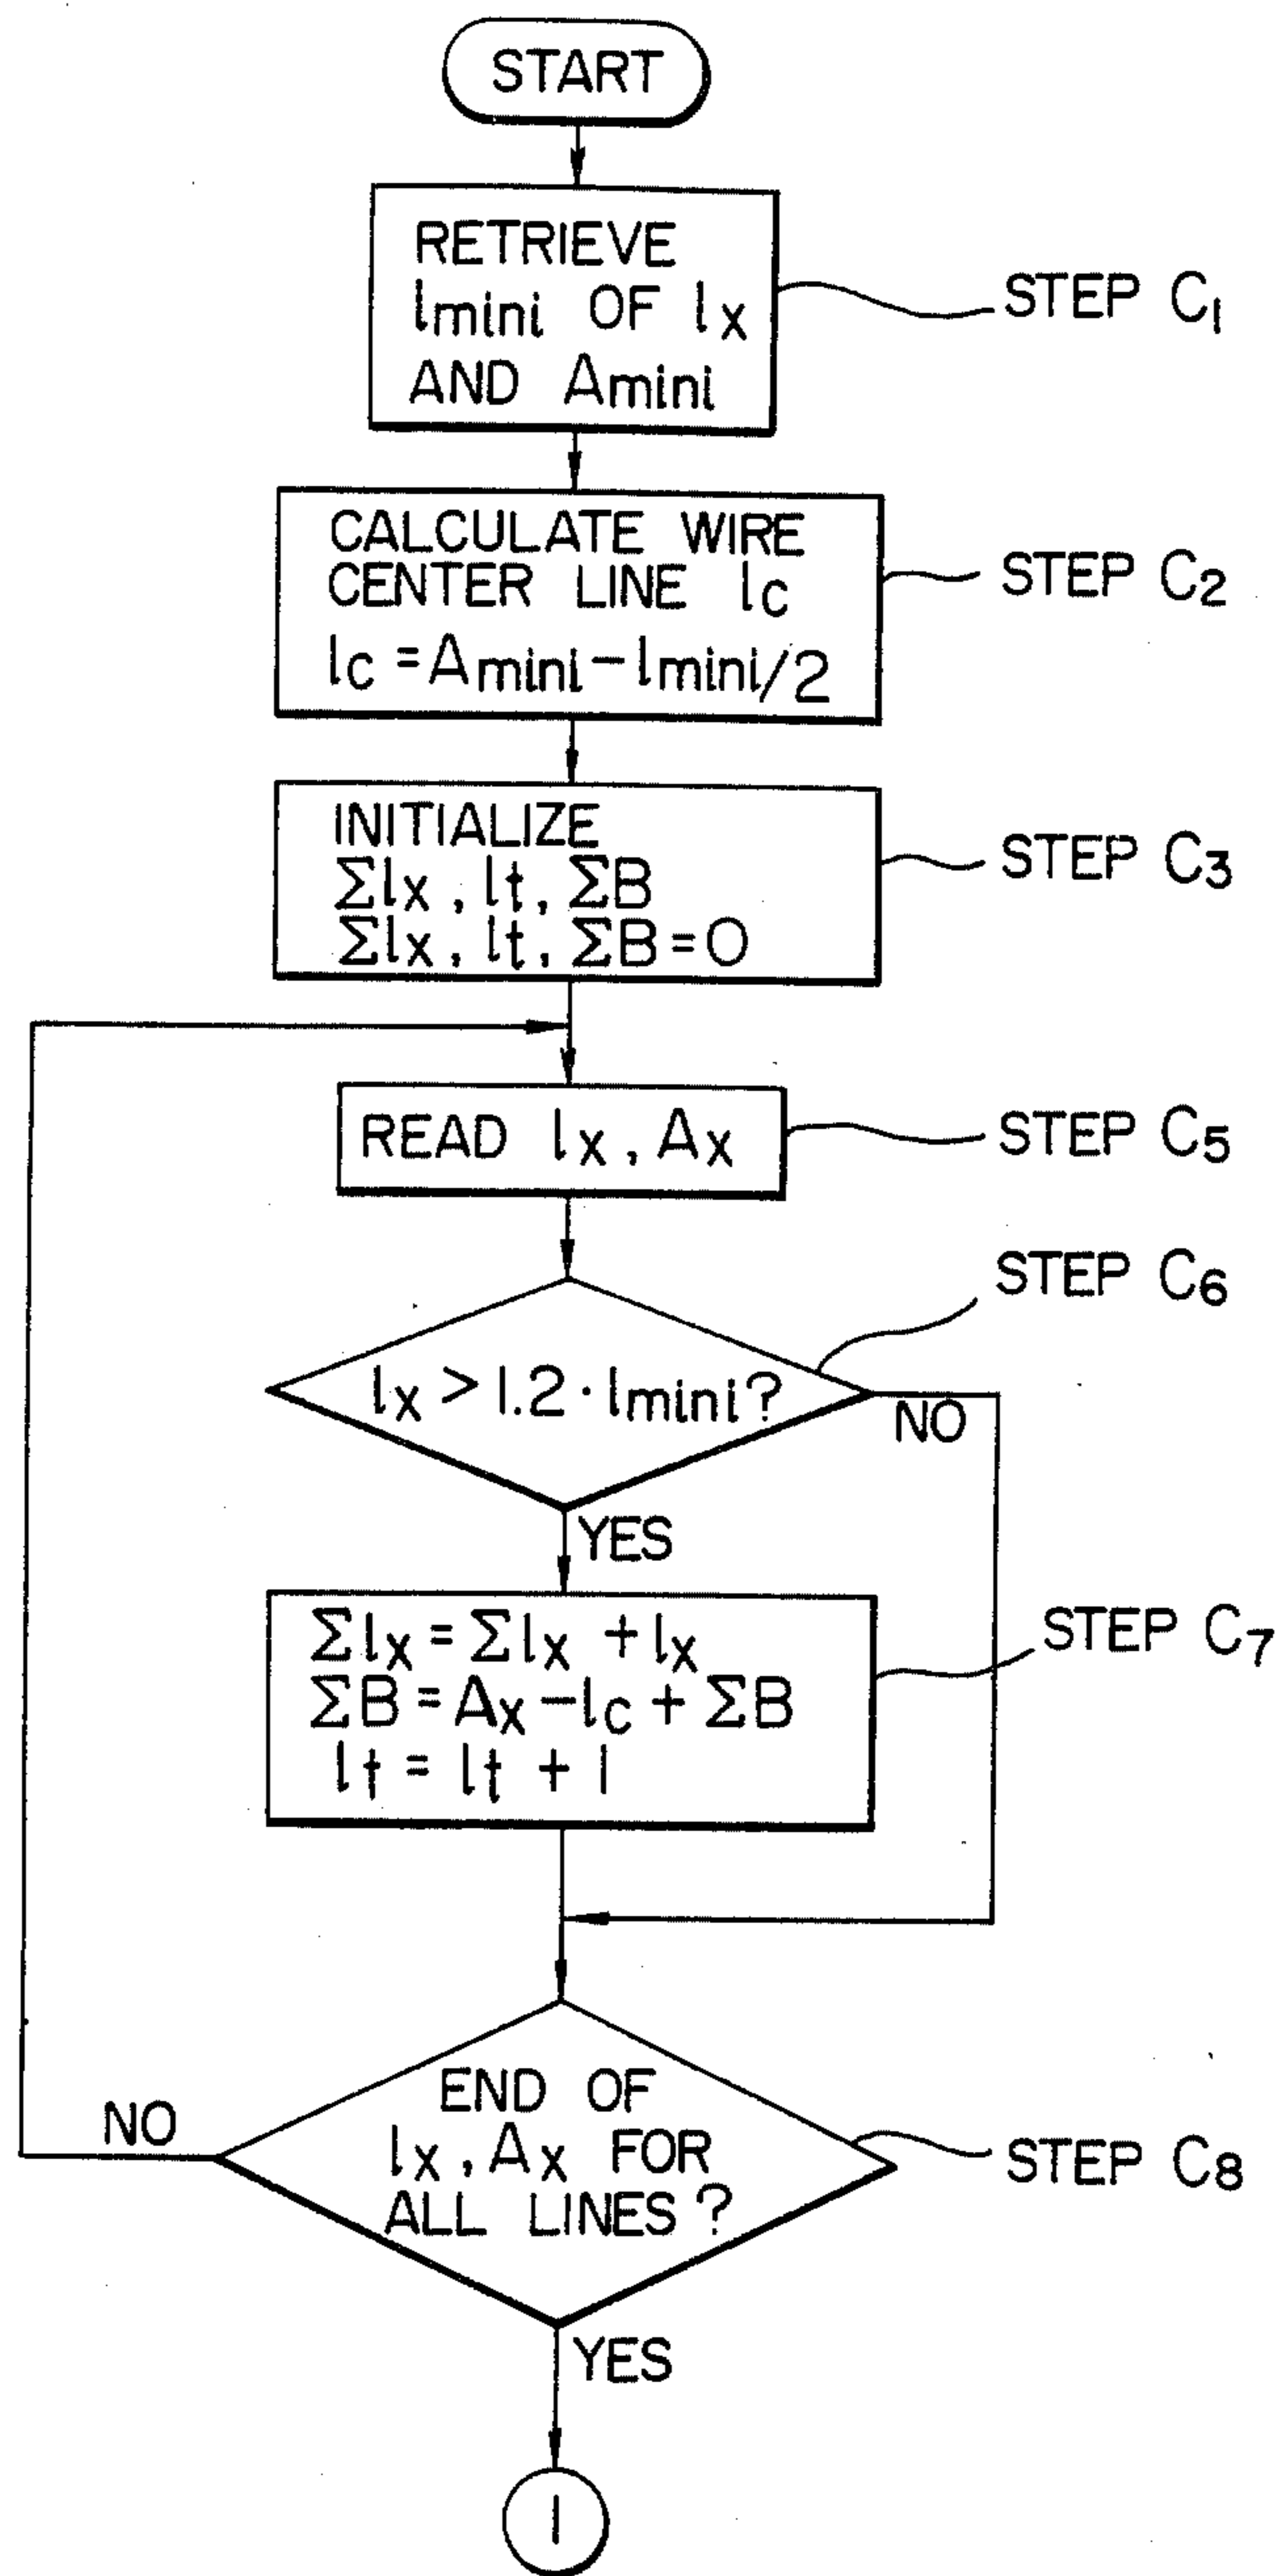 START
RETRIEVE
lmini OF lx
AND Amini
STEP C1
CALCULATE WIRE
CENTER LINE lc
lc = Amini - lmini/2
STEP C2
INITIALIZE
Σlx, lt, ΣB
Σlx, lt, ΣB = 0
STEP C3
READ lx, Ax
STEP C5
STEP C6
lx > 1.2 · lmini?
NO
YES
Σlx = Σlx + lx
ΣB = Ax - lc + ΣB
lt = lt + 1
STEP C7
END OF
lx, Ax FOR
ALL LINES?
NO
STEP C8
YES
1